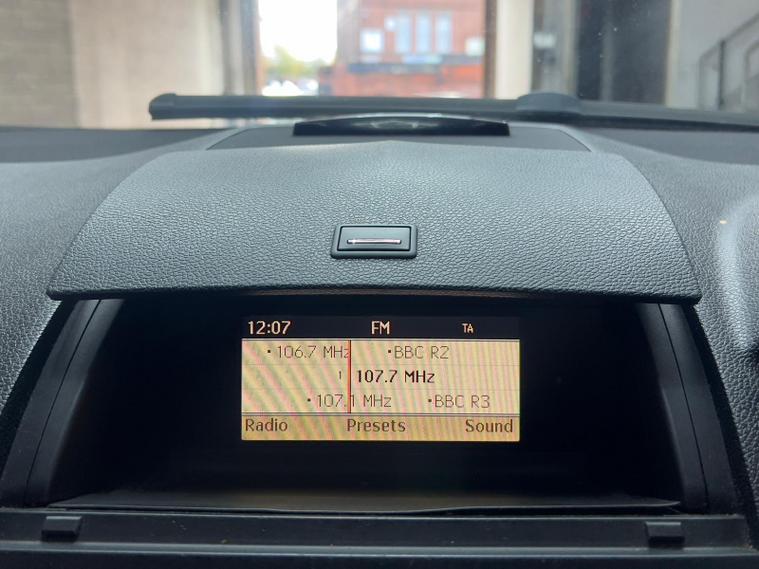 12:07 FM TA
• 106.7 MHz • BBC R2
1 107.7 MHz
• 107.1 MHz • BBC R3
Radio Presets Sound